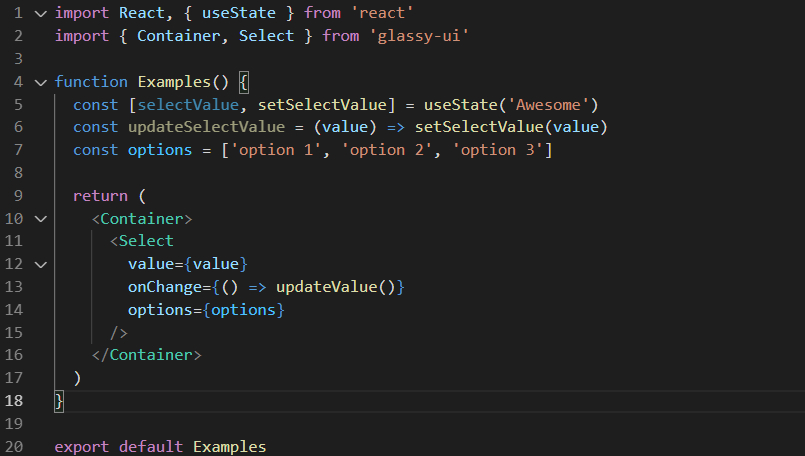 1 import React, { useState } from 'react'
2 import { Container, Select } from 'glassy-ui'
3
4 function Examples() {
5   const [selectValue, setSelectValue] = useState('Awesome')
6   const updateSelectValue = (value) => setSelectValue(value)
7   const options = ['option 1', 'option 2', 'option 3']
8
9   return (
10     <Container>
11       <Select
12         value={value}
13         onChange={() => updateValue()}
14         options={options}
15       />
16     </Container>
17   )
18 }
19
20 export default Examples